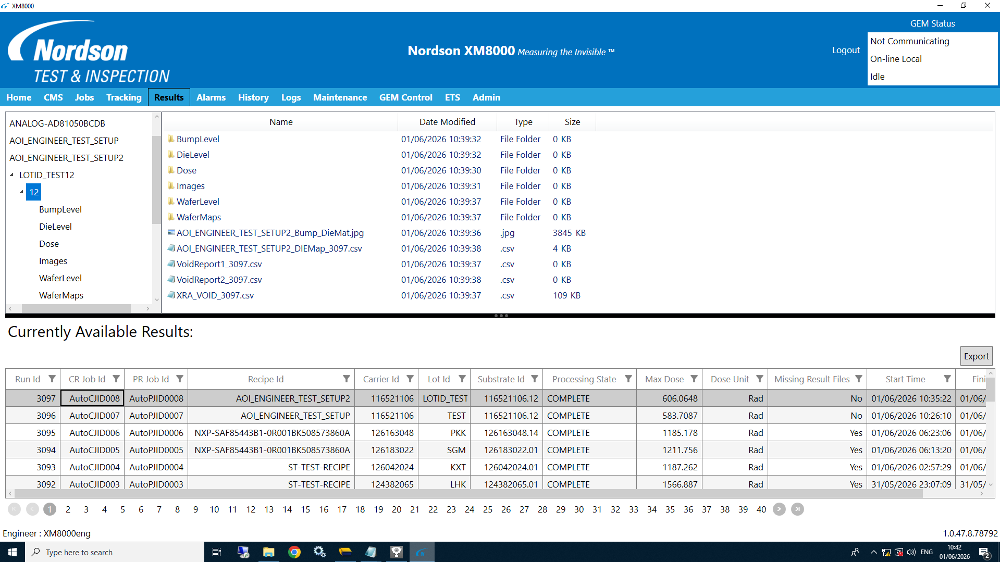 XM8000
Nordson
TEST & INSPECTION
Nordson XM8000 Measuring the Invisible ™
Logout
GEM Status
Not Communicating
On-line Local
Idle
Home CMS Jobs Tracking Results Alarms History Logs Maintenance GEM Control ETS Admin
ANALOG-AD81050BCDB
AOI_ENGINEER_TEST_SETUP
AOI_ENGINEER_TEST_SETUP2
LOTID_TEST12
12
BumpLevel
DieLevel
Dose
Images
WaferLevel
WaferMaps
Name Date Modified Type Size
BumpLevel 01/06/2026 10:39:32 File Folder 0 KB
DieLevel 01/06/2026 10:39:32 File Folder 0 KB
Dose 01/06/2026 10:39:30 File Folder 0 KB
Images 01/06/2026 10:39:31 File Folder 0 KB
WaferLevel 01/06/2026 10:39:37 File Folder 0 KB
WaferMaps 01/06/2026 10:39:37 File Folder 0 KB
AOI_ENGINEER_TEST_SETUP2_Bump_DieMat.jpg 01/06/2026 10:39:36 .jpg 3845 KB
AOI_ENGINEER_TEST_SETUP2_DIEMap_3097.csv 01/06/2026 10:39:38 .csv 4 KB
VoidReport1_3097.csv 01/06/2026 10:39:37 .csv 0 KB
VoidReport2_3097.csv 01/06/2026 10:39:38 .csv 0 KB
XRA_VOID_3097.csv 01/06/2026 10:39:37 .csv 109 KB
Currently Available Results:
Export
Run Id CR Job Id PR Job Id Recipe Id Carrier Id Lot Id Substrate Id Processing State Max Dose Dose Unit Missing Result Files Start Time Fini
3097 AutoCJID008 AutoPJID0008 AOI_ENGINEER_TEST_SETUP2 116521106 LOTID_TEST 116521106.12 COMPLETE 606.0648 Rad No 01/06/2026 10:35:22 01/06/
3096 AutoCJID007 AutoPJID0007 AOI_ENGINEER_TEST_SETUP 116521106 TEST 116521106.12 COMPLETE 583.7087 Rad No 01/06/2026 10:26:10 01/06/
3095 AutoCJID006 AutoPJID0006 NXP-SAF85443B1-0R001BK508573860A 126163048 PKK 126163048.14 COMPLETE 1185.178 Rad Yes 01/06/2026 06:23:06 01/06/
3094 AutoCJID005 AutoPJID0005 NXP-SAF85443B1-0R001BK508573860A 126183022 SGM 126183022.01 COMPLETE 1211.756 Rad Yes 01/06/2026 06:13:20 01/06/
3093 AutoCJID004 AutoPJID0004 ST-TEST-RECIPE 126042024 KXT 126042024.01 COMPLETE 1187.262 Rad Yes 01/06/2026 02:57:29 01/06/
3092 AutoCJID003 AutoPJID0003 ST-TEST-RECIPE 124382065 LHK 124382065.01 COMPLETE 1566.887 Rad Yes 31/05/2026 23:07:09 31/05/
1 2 3 4 5 6 7 8 9 10 11 12 13 14 15 16 17 18 19 20 21 22 23 24 25 26 27 28 29 30 31 32 33 34 35 36 37 38 39 40
Engineer : XM8000eng
1.0.47.8.78792
Type here to search
ENG
10:42
01/06/2026
2